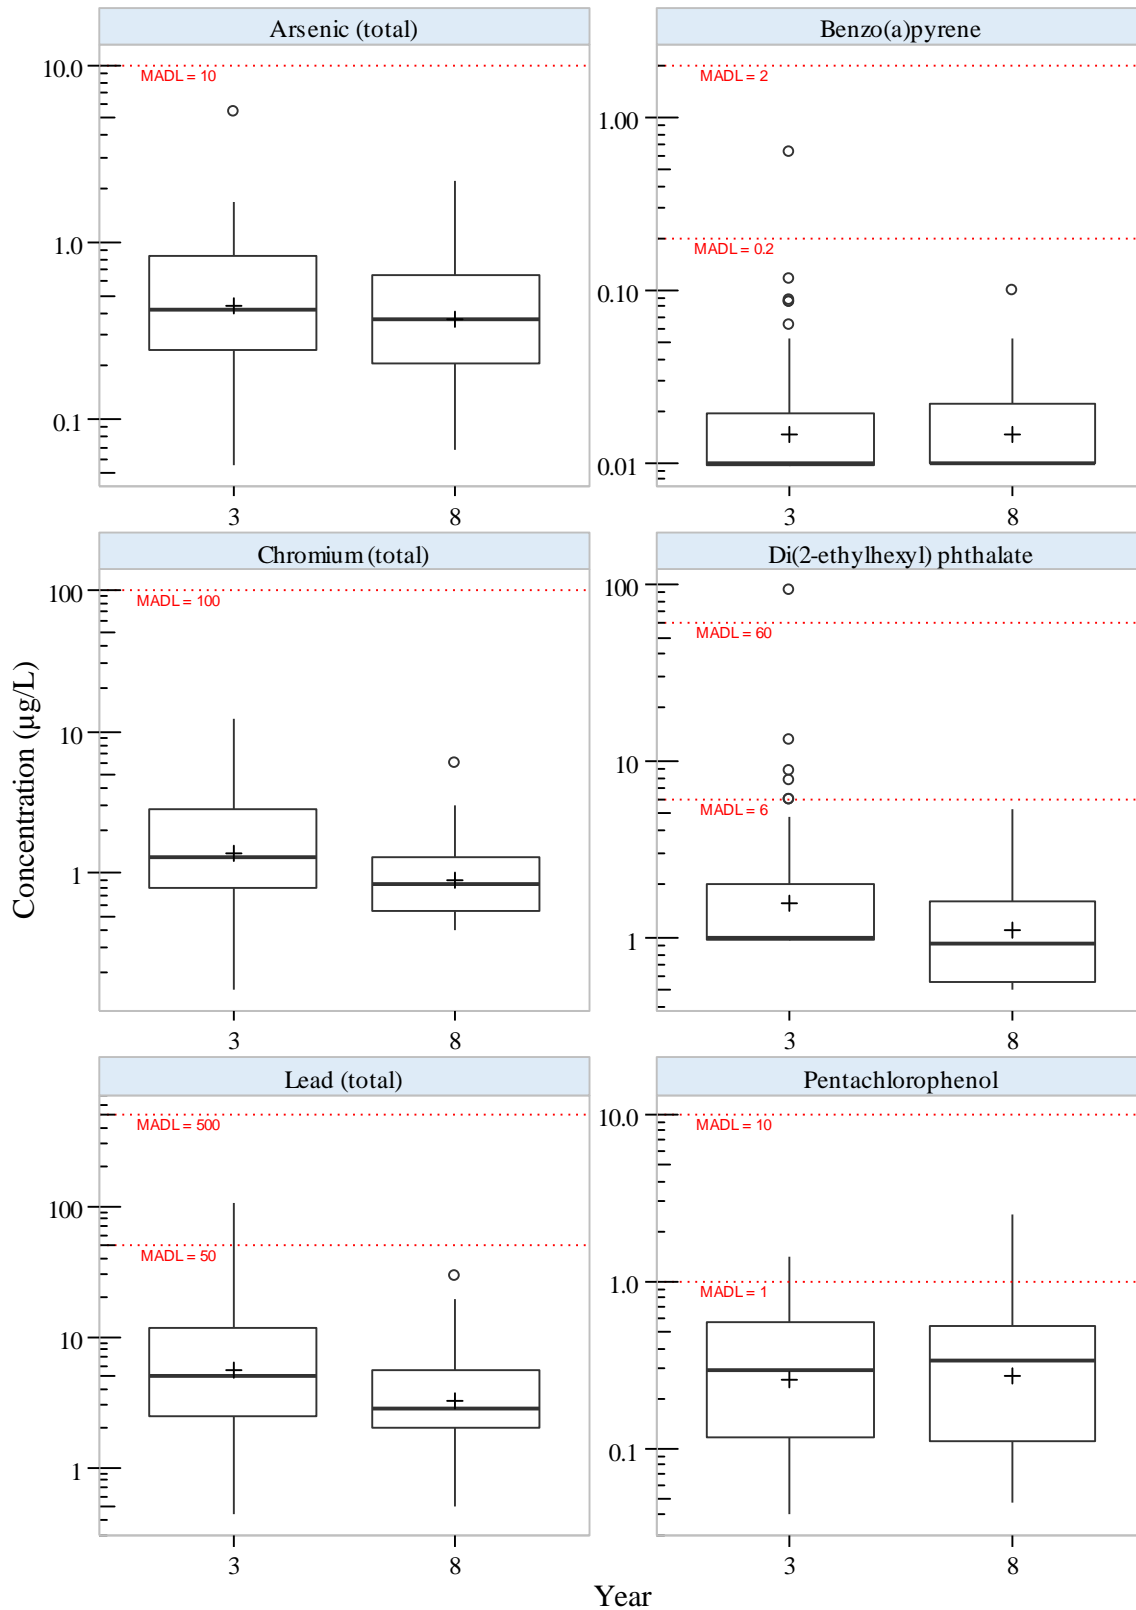 Arsenic (total)
10.0
MADL = 10
1.0
0.1
3 8
Benzo(a)pyrene
MADL = 2
1.00
MADL = 0.2
0.10
0.01
3 8
Chromium (total)
100
MADL = 100
10
1
3 8
Di(2-ethylhexyl) phthalate
100
MADL = 60
10
MADL = 6
1
3 8
Concentration (µg/L)
Lead (total)
MADL = 500
100
MADL = 50
10
1
3 8
Pentachlorophenol
10.0
MADL = 10
1.0
MADL = 1
0.1
3 8
Year